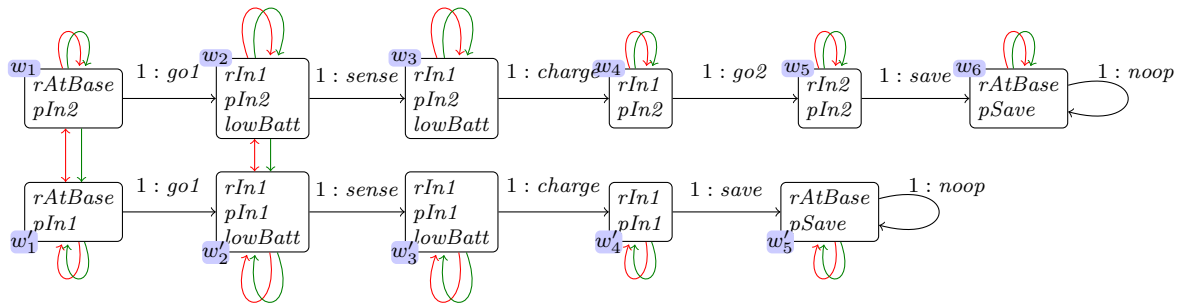 w₁
rAtBase
pIn2
1 : go1
w₂
rIn1
pIn2
lowBatt
1 : sense
w₃
rIn1
pIn2
lowBatt
1 : charge
w₄
rIn1
pIn2
1 : go2
w₅
rIn2
pIn2
1 : save
w₆
rAtBase
pSave
1 : noop
rAtBase
pIn1
w′₁
1 : go1
rIn1
pIn1
lowBatt
w′₂
1 : sense
rIn1
pIn1
lowBatt
w′₃
1 : charge
rIn1
pIn1
w′₄
1 : save
rAtBase
pSave
w′₅
1 : noop